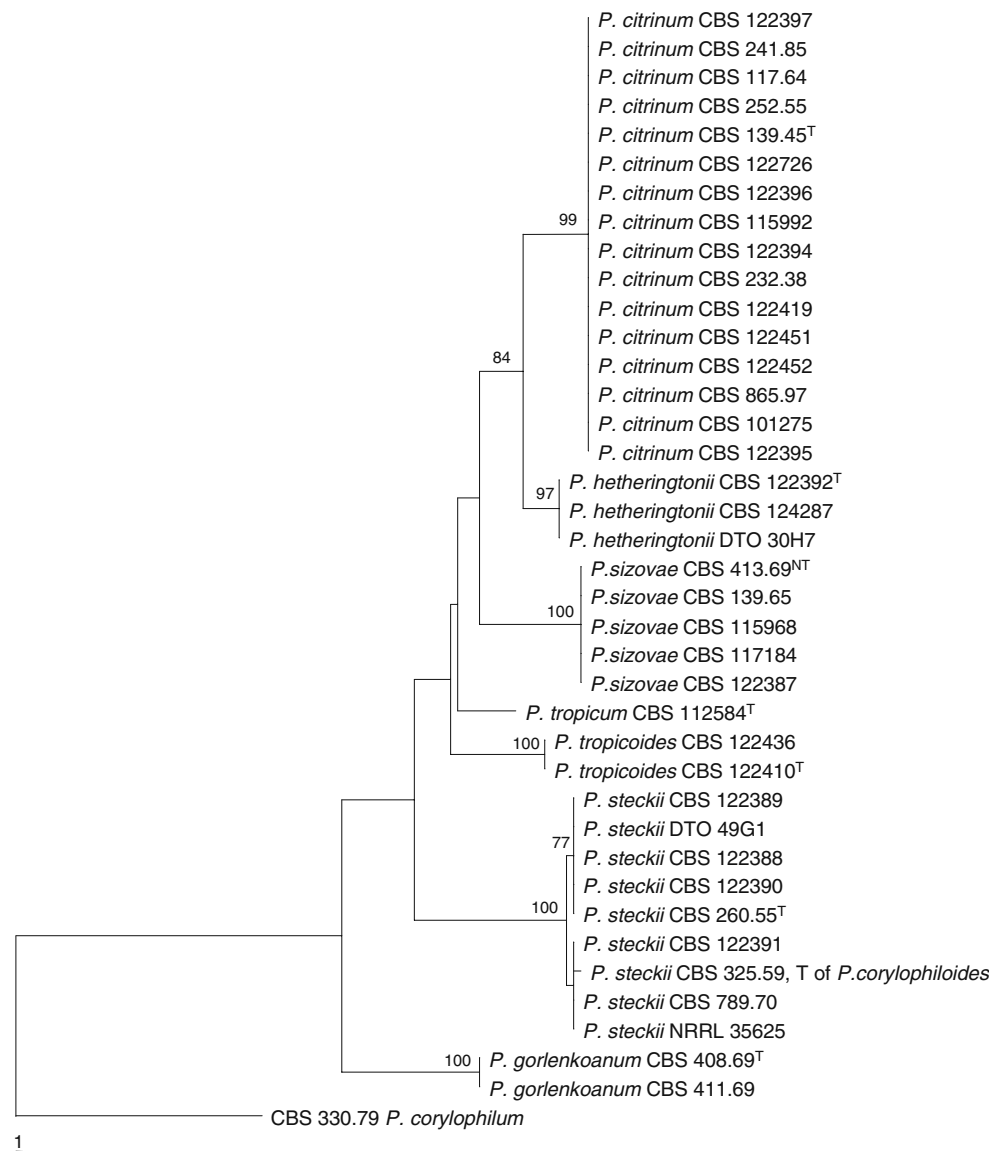 P. citrinum CBS 122397
P. citrinum CBS 241.85
P. citrinum CBS 117.64
P. citrinum CBS 252.55
P. citrinum CBS 139.45T
P. citrinum CBS 122726
P. citrinum CBS 122396
P. citrinum CBS 115992
99
P. citrinum CBS 122394
P. citrinum CBS 232.38
P. citrinum CBS 122419
P. citrinum CBS 122451
84
P. citrinum CBS 122452
P. citrinum CBS 865.97
P. citrinum CBS 101275
P. citrinum CBS 122395
P. hetheringtonii CBS 122392T
97
P. hetheringtonii CBS 124287
P. hetheringtonii DTO 30H7
P.sizovae CBS 413.69NT
P.sizovae CBS 139.65
100
P.sizovae CBS 115968
P.sizovae CBS 117184
P.sizovae CBS 122387
P. tropicum CBS 112584T
100
P. tropicoides CBS 122436
P. tropicoides CBS 122410T
P. steckii CBS 122389
P. steckii DTO 49G1
77
P. steckii CBS 122388
P. steckii CBS 122390
100
P. steckii CBS 260.55T
P. steckii CBS 122391
P. steckii CBS 325.59, T of P.corylophiloides
P. steckii CBS 789.70
P. steckii NRRL 35625
100
P. gorlenkoanum CBS 408.69T
P. gorlenkoanum CBS 411.69
CBS 330.79 P. corylophilum
1